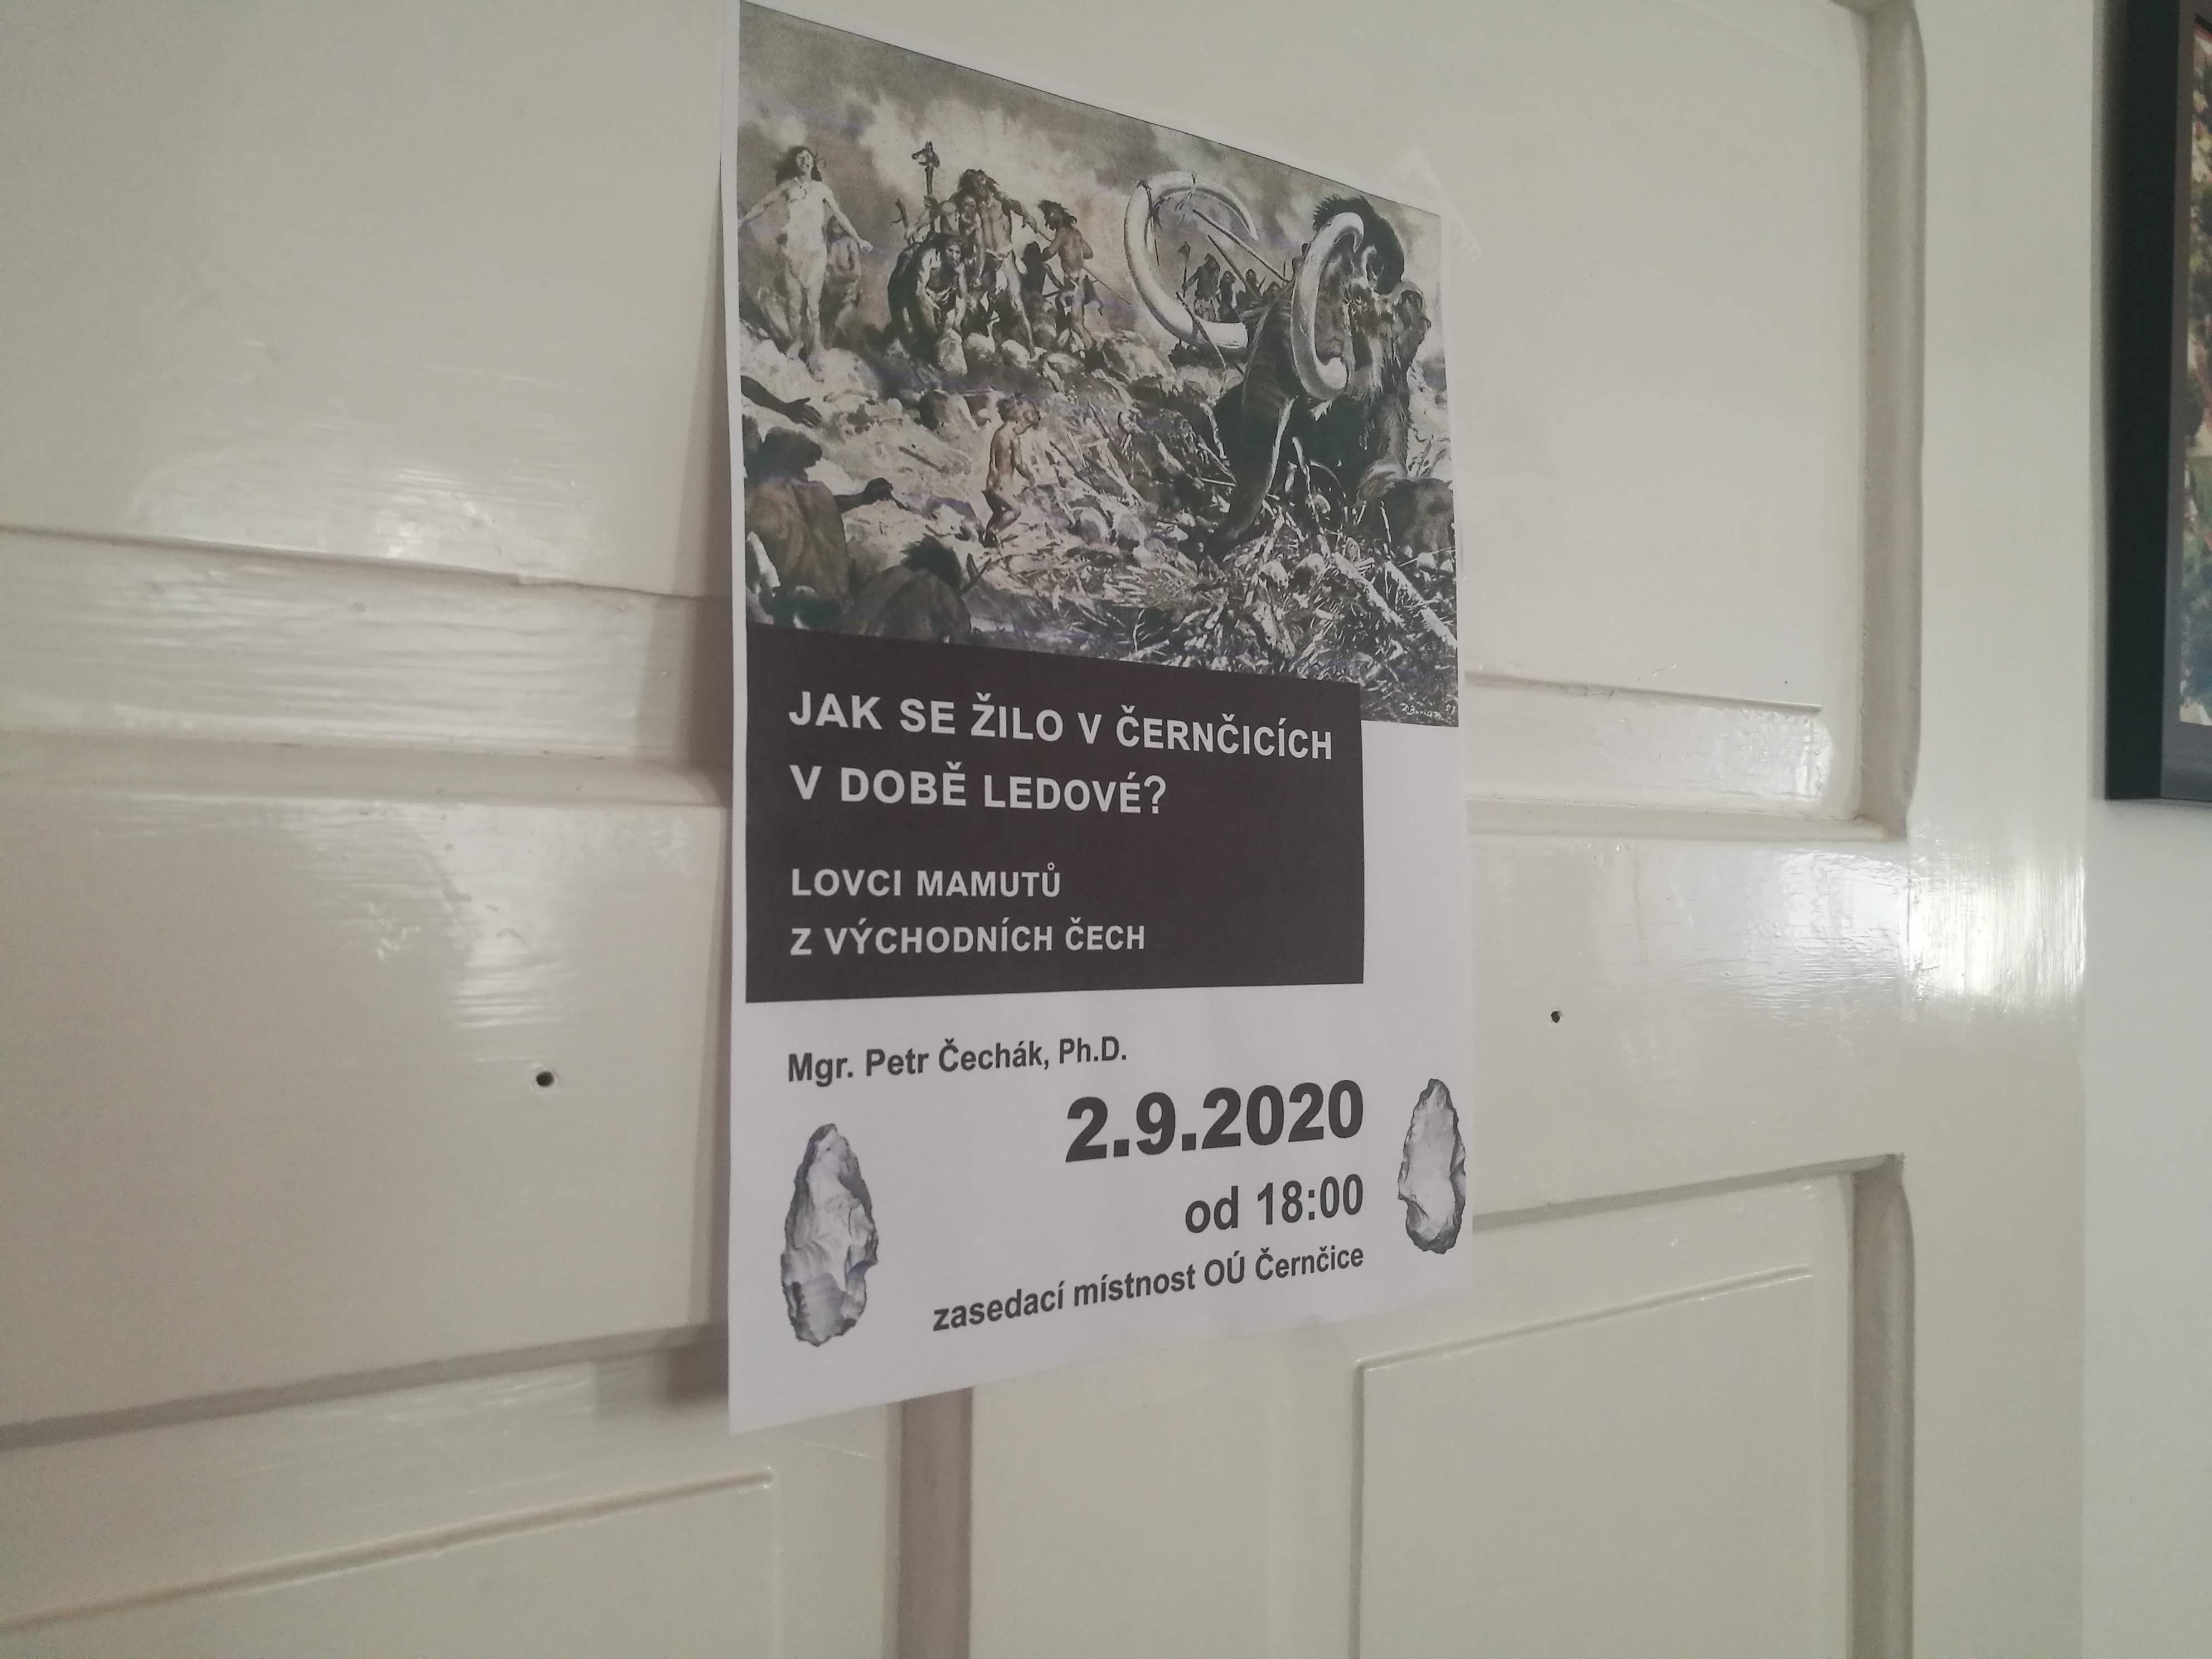 JAK SE ŽILO V ČERNČICÍCH
V DOBĚ LEDOVÉ?
LOVCI MAMUTŮ
Z VÝCHODNÍCH ČECH
Mgr. Petr Čechák, Ph.D.
2.9.2020
od 18:00
zasedací místnost OÚ Černčice